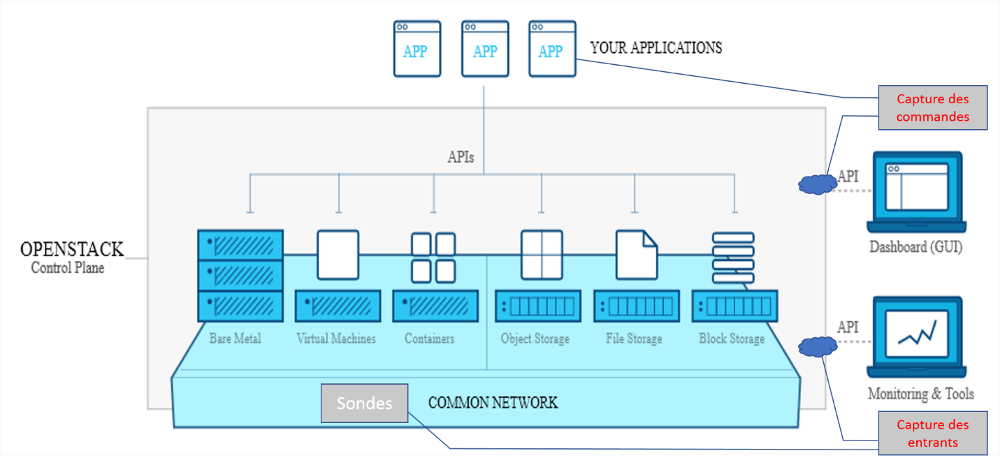 APP
APP
APP
YOUR APPLICATIONS
Capture des
commandes
APIs
API
Dashboard (GUI)
OPENSTACK
Control Plane
API
Bare Metal
Virtual Machines
Containers
Object Storage
File Storage
Block Storage
Monitoring & Tools
Sondes
COMMON NETWORK
Capture des
entrants